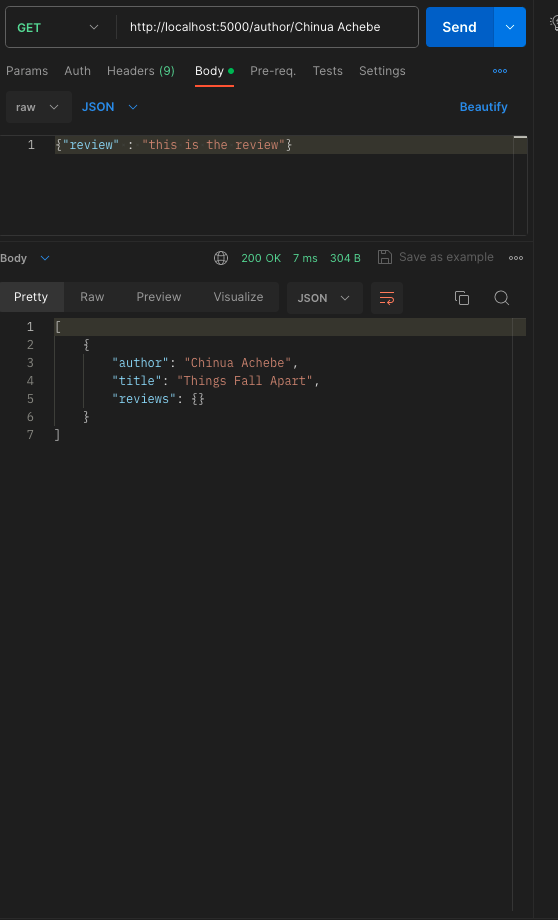 GET http://localhost:5000/author/Chinua Achebe Send
Params Auth Headers (9) Body Pre-req. Tests Settings
raw JSON Beautify
1 {"review" : "this is the review"}
Body 200 OK 7 ms 304 B Save as example
Pretty Raw Preview Visualize JSON
1 [
2 {
3 "author": "Chinua Achebe",
4 "title": "Things Fall Apart",
5 "reviews": {}
6 }
7 ]